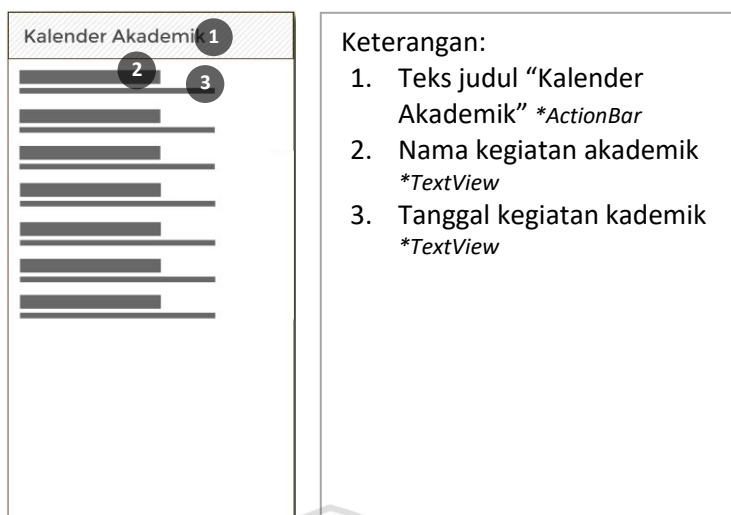 Kalender Akademik 1
2
3
Keterangan:
1. Teks judul “Kalender
Akademik” *ActionBar
2. Nama kegiatan akademik
*TextView
3. Tanggal kegiatan kademik
*TextView